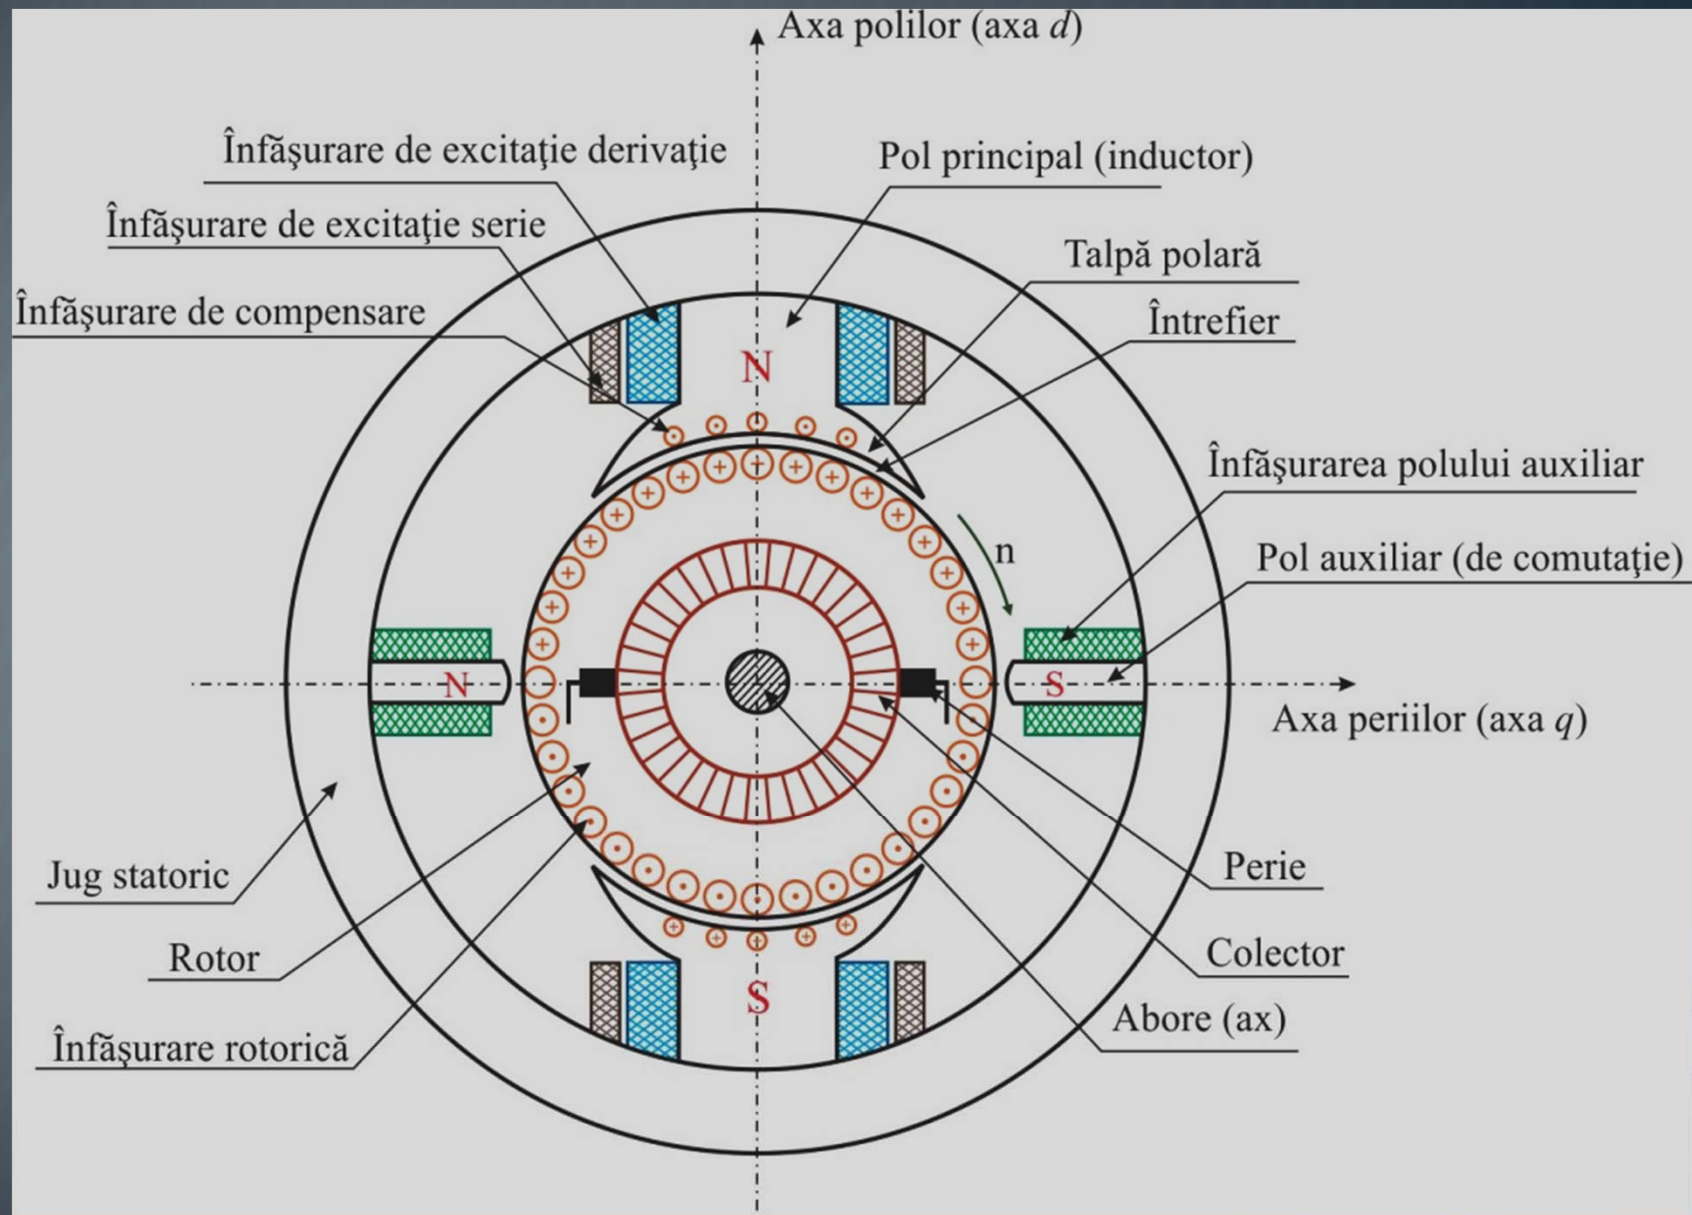 Axa polilor (axa d)
Înfăşurare de excitaţie derivaţie
Pol principal (inductor)
Înfăşurare de excitaţie serie
Talpă polară
Înfăşurare de compensare
Întrefier
N
Înfăşurarea polului auxiliar
n
Pol auxiliar (de comutaţie)
N
S
Axa periilor (axa q)
Jug statoric
Perie
Rotor
Colector
S
Abore (ax)
Înfăşurare rotorică